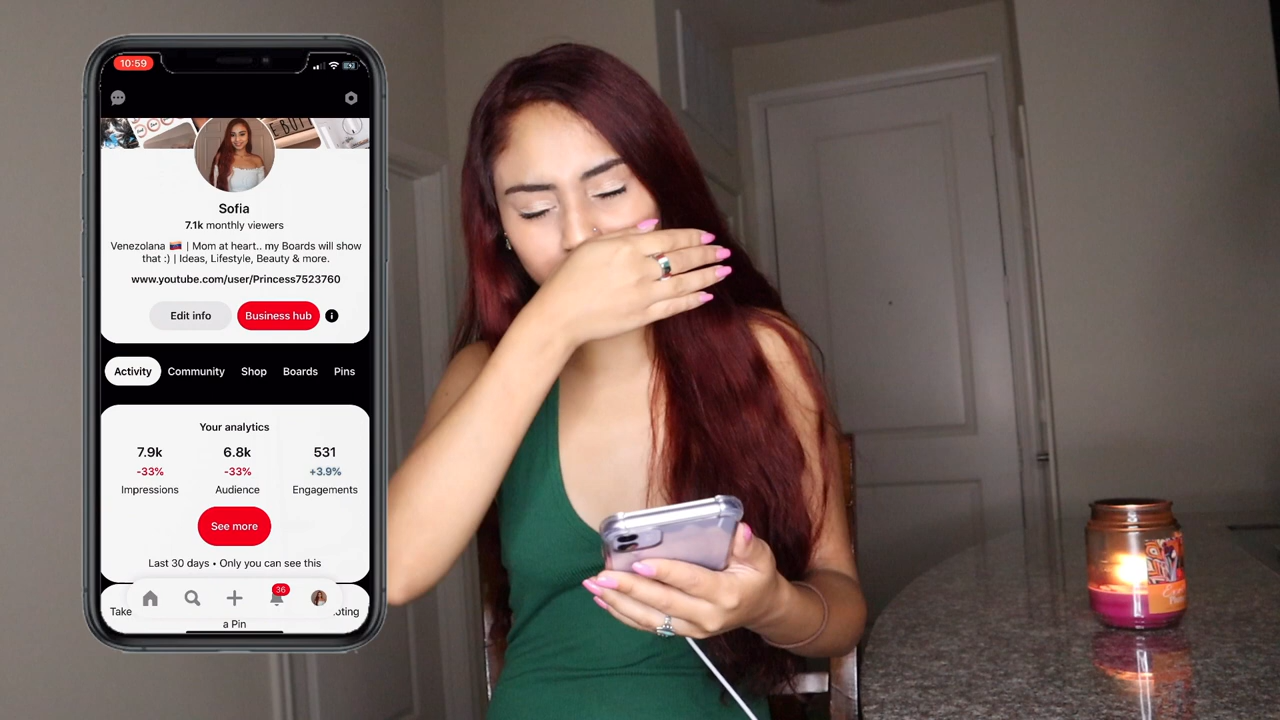 10:59
E BUTT
Sofia
7.1k monthly viewers
Venezolana 🇻🇪 | Mom at heart.. my Boards will show
that :) | Ideas, Lifestyle, Beauty & more.
www.youtube.com/user/Princess7523760
Edit info Business hub i
Activity Community Shop Boards Pins
Your analytics
7.9k 6.8k 531
-33% -33% +3.9%
Impressions Audience Engagements
See more
Last 30 days • Only you can see this
36
Take oting
a Pin